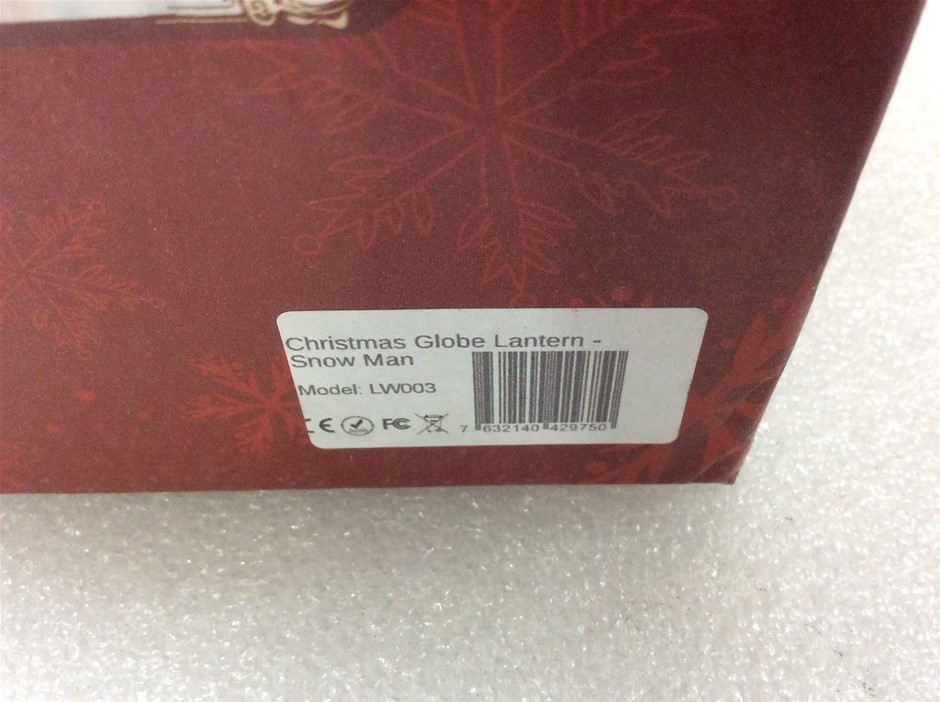 Christmas Globe Lantern -
Snow Man
Model: LW003
CE FC
7 632140 429750